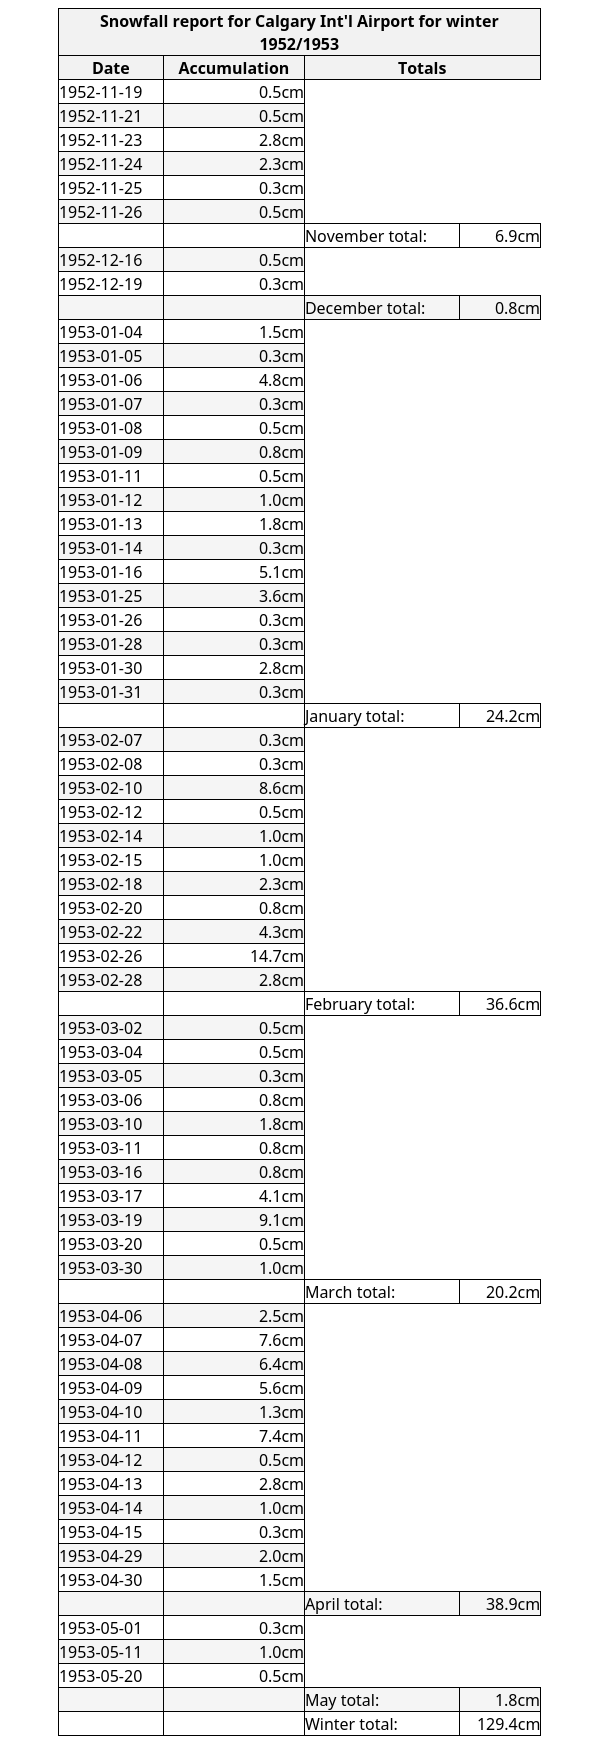 Snowfall report for Calgary Int'l Airport for winter
1952/1953
Date Accumulation Totals
1952-11-19 0.5cm
1952-11-21 0.5cm
1952-11-23 2.8cm
1952-11-24 2.3cm
1952-11-25 0.3cm
1952-11-26 0.5cm
November total: 6.9cm
1952-12-16 0.5cm
1952-12-19 0.3cm
December total: 0.8cm
1953-01-04 1.5cm
1953-01-05 0.3cm
1953-01-06 4.8cm
1953-01-07 0.3cm
1953-01-08 0.5cm
1953-01-09 0.8cm
1953-01-11 0.5cm
1953-01-12 1.0cm
1953-01-13 1.8cm
1953-01-14 0.3cm
1953-01-16 5.1cm
1953-01-25 3.6cm
1953-01-26 0.3cm
1953-01-28 0.3cm
1953-01-30 2.8cm
1953-01-31 0.3cm
January total: 24.2cm
1953-02-07 0.3cm
1953-02-08 0.3cm
1953-02-10 8.6cm
1953-02-12 0.5cm
1953-02-14 1.0cm
1953-02-15 1.0cm
1953-02-18 2.3cm
1953-02-20 0.8cm
1953-02-22 4.3cm
1953-02-26 14.7cm
1953-02-28 2.8cm
February total: 36.6cm
1953-03-02 0.5cm
1953-03-04 0.5cm
1953-03-05 0.3cm
1953-03-06 0.8cm
1953-03-10 1.8cm
1953-03-11 0.8cm
1953-03-16 0.8cm
1953-03-17 4.1cm
1953-03-19 9.1cm
1953-03-20 0.5cm
1953-03-30 1.0cm
March total: 20.2cm
1953-04-06 2.5cm
1953-04-07 7.6cm
1953-04-08 6.4cm
1953-04-09 5.6cm
1953-04-10 1.3cm
1953-04-11 7.4cm
1953-04-12 0.5cm
1953-04-13 2.8cm
1953-04-14 1.0cm
1953-04-15 0.3cm
1953-04-29 2.0cm
1953-04-30 1.5cm
April total: 38.9cm
1953-05-01 0.3cm
1953-05-11 1.0cm
1953-05-20 0.5cm
May total: 1.8cm
Winter total: 129.4cm